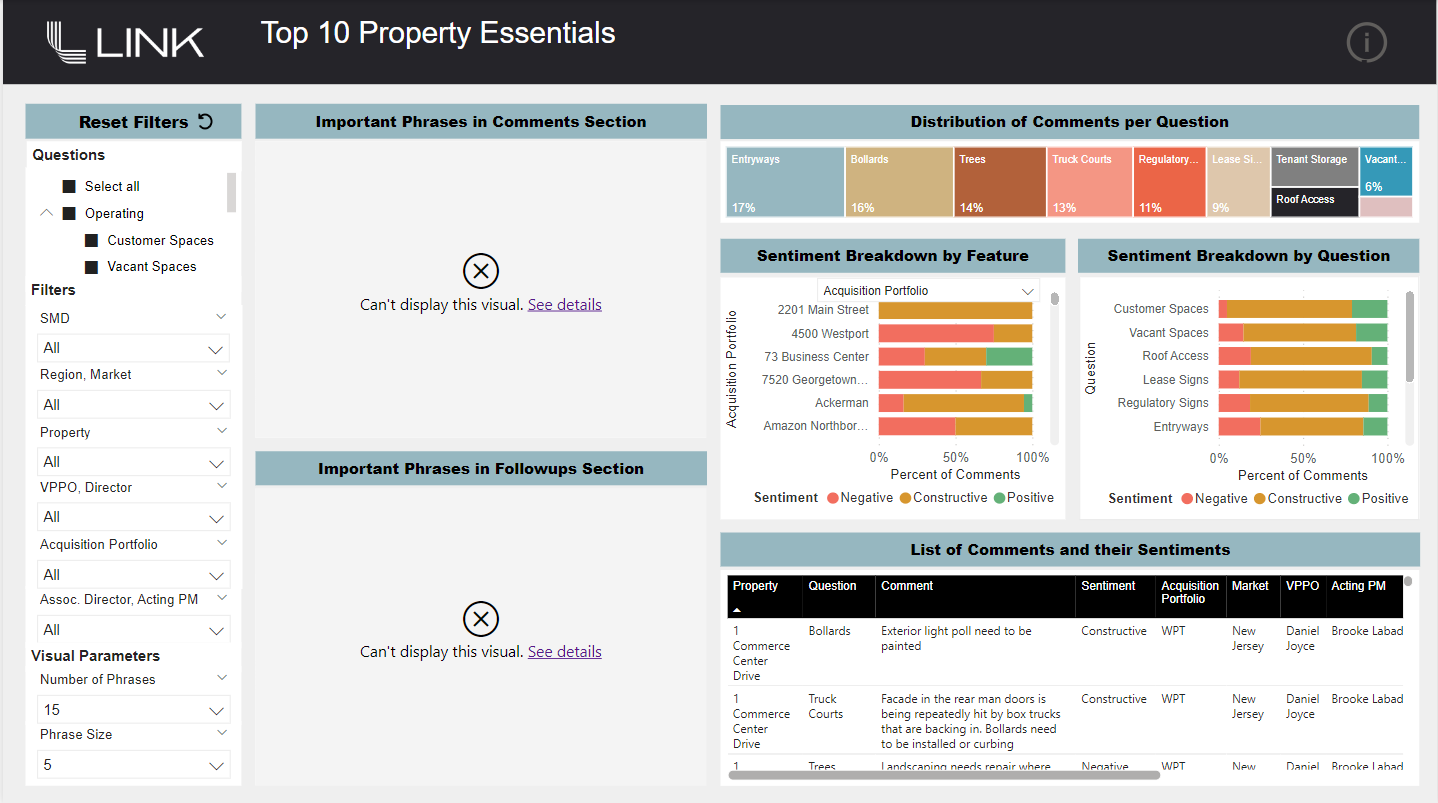 LINK
Top 10 Property Essentials
i
Reset Filters
Questions
Select all
Operating
Customer Spaces
Vacant Spaces
Filters
SMD
All
Region, Market
All
Property
All
VPPO, Director
All
Acquisition Portfolio
All
Assoc. Director, Acting PM
All
Visual Parameters
Number of Phrases
15
Phrase Size
5
Important Phrases in Comments Section
Can't display this visual. See details
Important Phrases in Followups Section
Can't display this visual. See details
Distribution of Comments per Question
Entryways
17%
Bollards
16%
Trees
14%
Truck Courts
13%
Regulatory...
11%
Lease Si...
9%
Tenant Storage
Roof Access
Vacant...
6%
Sentiment Breakdown by Feature
Acquisition Portfolio
Acquisition Portfolio
2201 Main Street
4500 Westport
73 Business Center
7520 Georgetown...
Ackerman
Amazon Northbor...
0% 50% 100%
Percent of Comments
Sentiment Negative Constructive Positive
Sentiment Breakdown by Question
Question
Customer Spaces
Vacant Spaces
Roof Access
Lease Signs
Regulatory Signs
Entryways
0% 50% 100%
Percent of Comments
Sentiment Negative Constructive Positive
List of Comments and their Sentiments
Property Question Comment Sentiment Acquisition Market VPPO Acting PM
Portfolio
1 Bollards Exterior light poll need to be Constructive WPT New Daniel Brooke Labad
Commerce painted Jersey Joyce
Center
Drive
1 Truck Facade in the rear man doors is Constructive WPT New Daniel Brooke Labad
Commerce Courts being repeatedly hit by box trucks Jersey Joyce
Center that are backing in. Bollards need
Drive to be installed or curbing
1 Trees Landscaping needs repair where Negative WPT New Daniel Brooke Labad